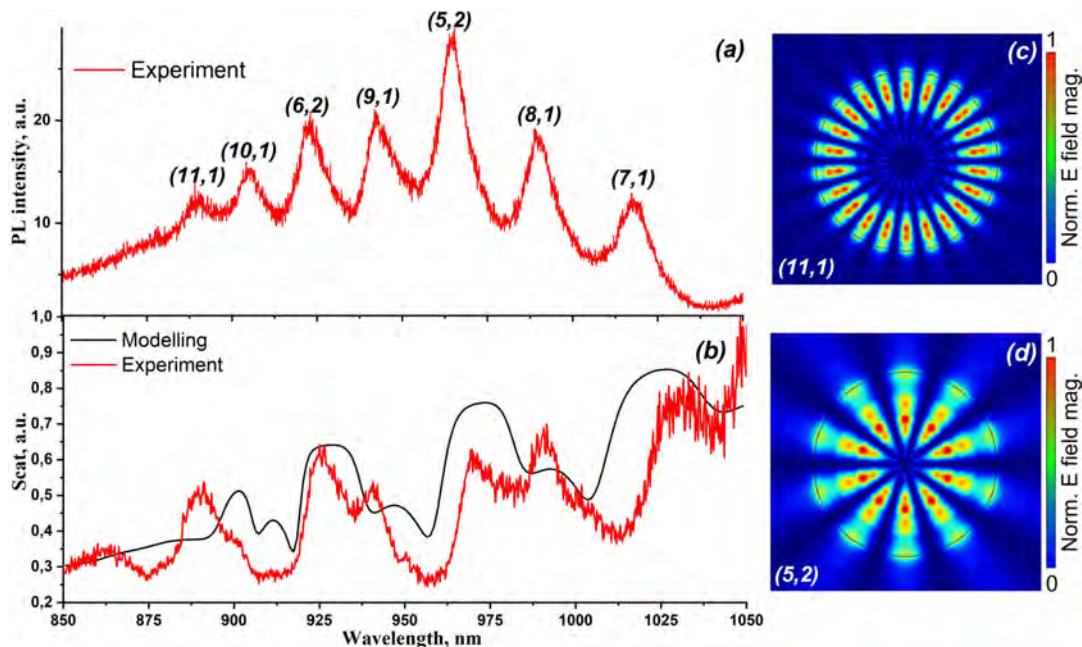 (5,2)
(a)
Experiment
(6,2)
(9,1)
(8,1)
(10,1)
(11,1)
(7,1)
PL intensity, a.u.
20
10
(c)
1
0
Norm. E field mag.
(11,1)
1,0
0,9
0,8
0,7
0,6
0,5
0,4
0,3
0,2
Scat, a.u.
Modelling
Experiment
(b)
850
875
900
925
950
975
1000
1025
1050
Wavelength, nm
(d)
1
0
Norm. E field mag.
(5,2)